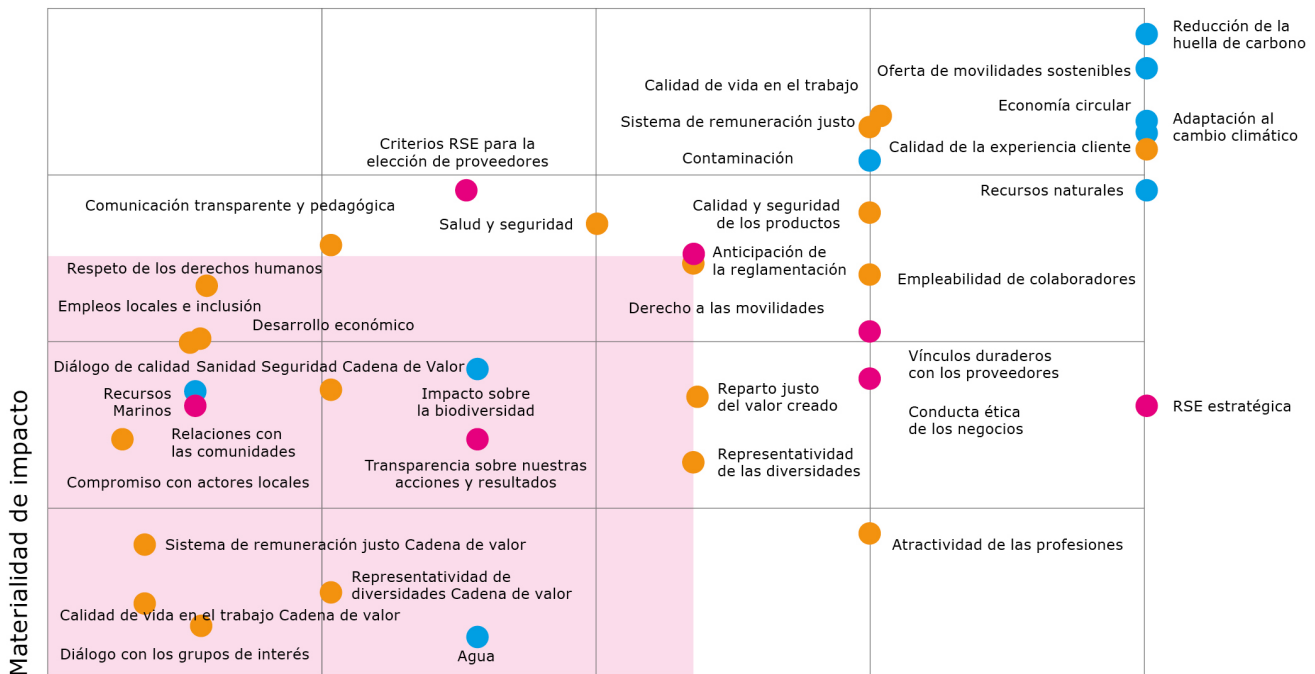 Reducción de la
huella de carbono
Oferta de movilidades sostenibles
Calidad de vida en el trabajo
Economía circular
Sistema de remuneración justo
Adaptación al
cambio climático
Criterios RSE para la
elección de proveedores
Contaminación
Calidad de la experiencia cliente
Recursos naturales
Comunicación transparente y pedagógica
Salud y seguridad
Calidad y seguridad
de los productos
Anticipación de
la reglamentación
Respeto de los derechos humanos
Empleabilidad de colaboradores
Empleos locales e inclusión
Derecho a las movilidades
Desarrollo económico
Diálogo de calidad
Sanidad Seguridad Cadena de Valor
Vínculos duraderos
con los proveedores
Recursos
Marinos
Impacto sobre
la biodiversidad
Reparto justo
del valor creado
RSE estratégica
Conducta ética
de los negocios
Relaciones con
las comunidades
Transparencia sobre nuestras
acciones y resultados
Representatividad
de las diversidades
Compromiso con actores locales
Sistema de remuneración justo Cadena de valor
Atractividad de las profesiones
Representatividad de
diversidades Cadena de valor
Calidad de vida en el trabajo Cadena de valor
Diálogo con los grupos de interés
Agua
Materialidad de impacto